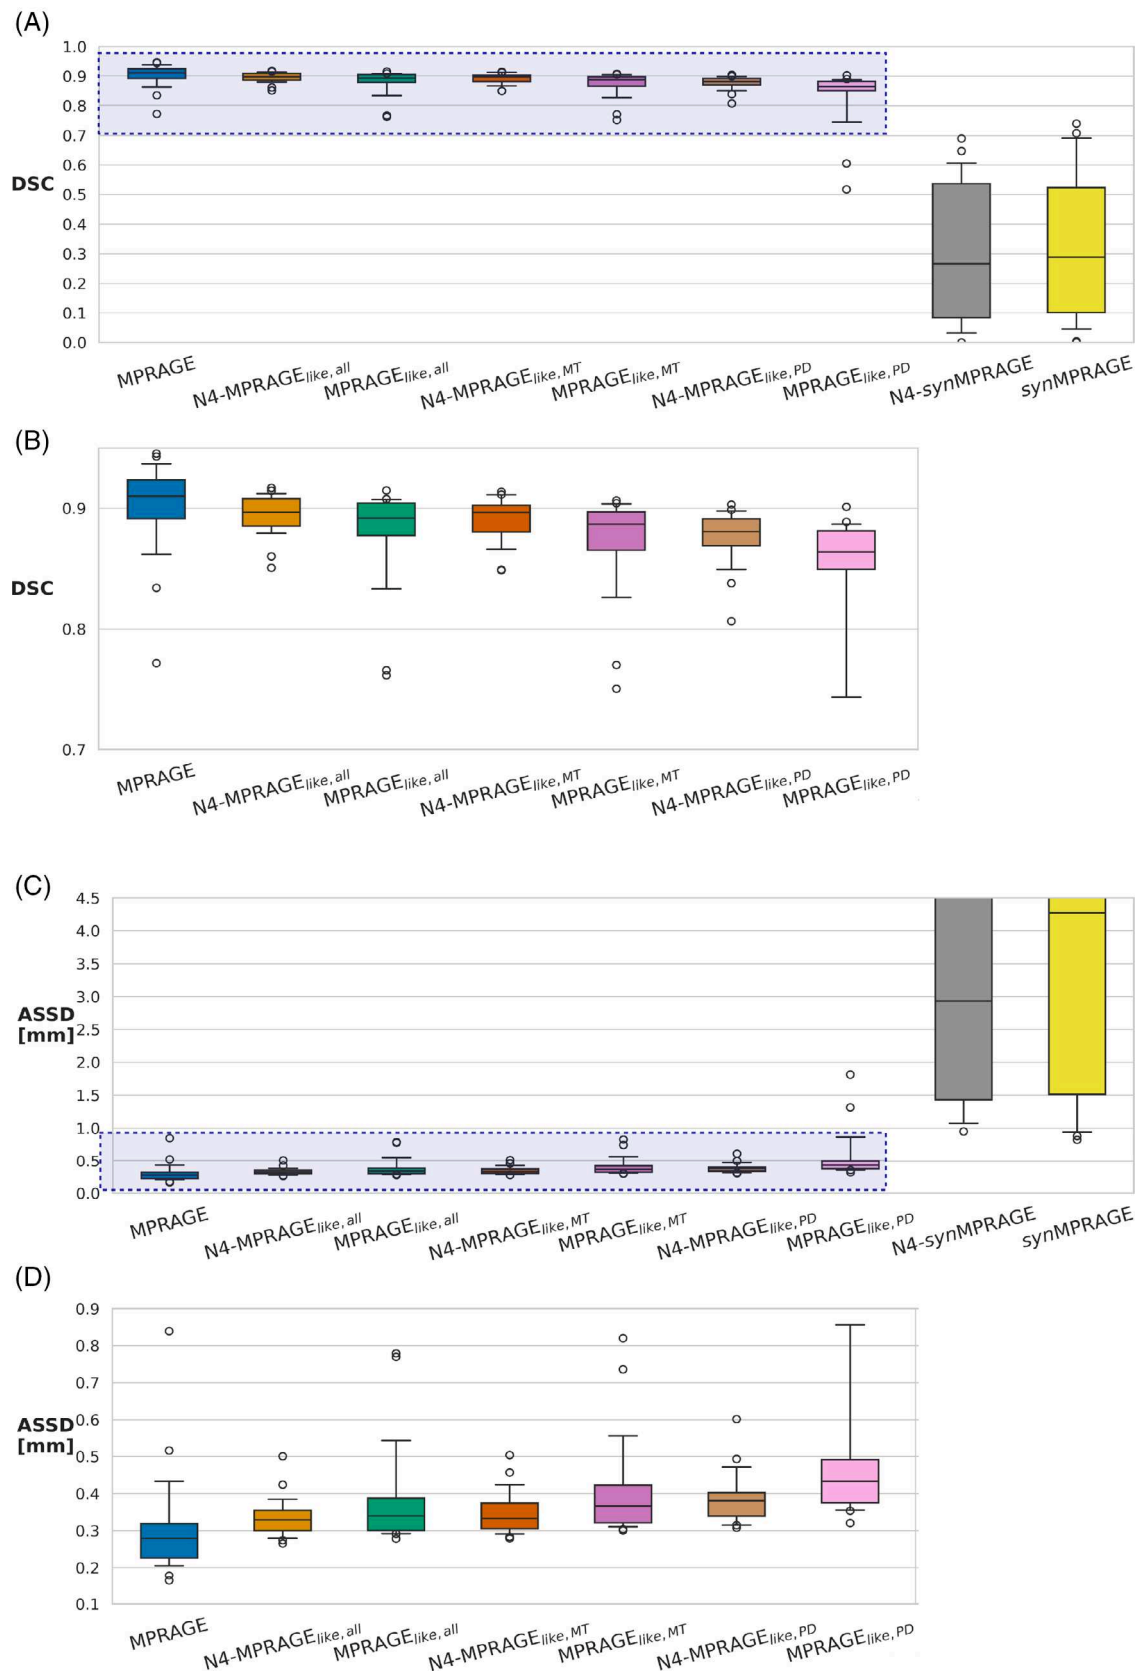 (A)
1.0
0.9
0.8
0.7
0.6
0.5
0.4
0.3
0.2
0.1
0.0
DSC
MPRAGE
N4-MPRAGElike, all
MPRAGElike, all
N4-MPRAGElike, MT
MPRAGElike, MT
N4-MPRAGElike, PD
MPRAGElike, PD
N4-synMPRAGE
synMPRAGE
(B)
0.9
0.8
0.7
DSC
MPRAGE
N4-MPRAGElike, all
MPRAGElike, all
N4-MPRAGElike, MT
MPRAGElike, MT
N4-MPRAGElike, PD
MPRAGElike, PD
(C)
4.5
4.0
3.5
3.0
2.5
2.0
1.5
1.0
0.5
0.0
ASSD
[mm]
MPRAGE
N4-MPRAGElike, all
MPRAGElike, all
N4-MPRAGElike, MT
MPRAGElike, MT
N4-MPRAGElike, PD
MPRAGElike, PD
N4-synMPRAGE
synMPRAGE
(D)
0.9
0.8
0.7
0.6
0.5
0.4
0.3
0.2
0.1
ASSD
[mm]
MPRAGE
N4-MPRAGElike, all
MPRAGElike, all
N4-MPRAGElike, MT
MPRAGElike, MT
N4-MPRAGElike, PD
MPRAGElike, PD